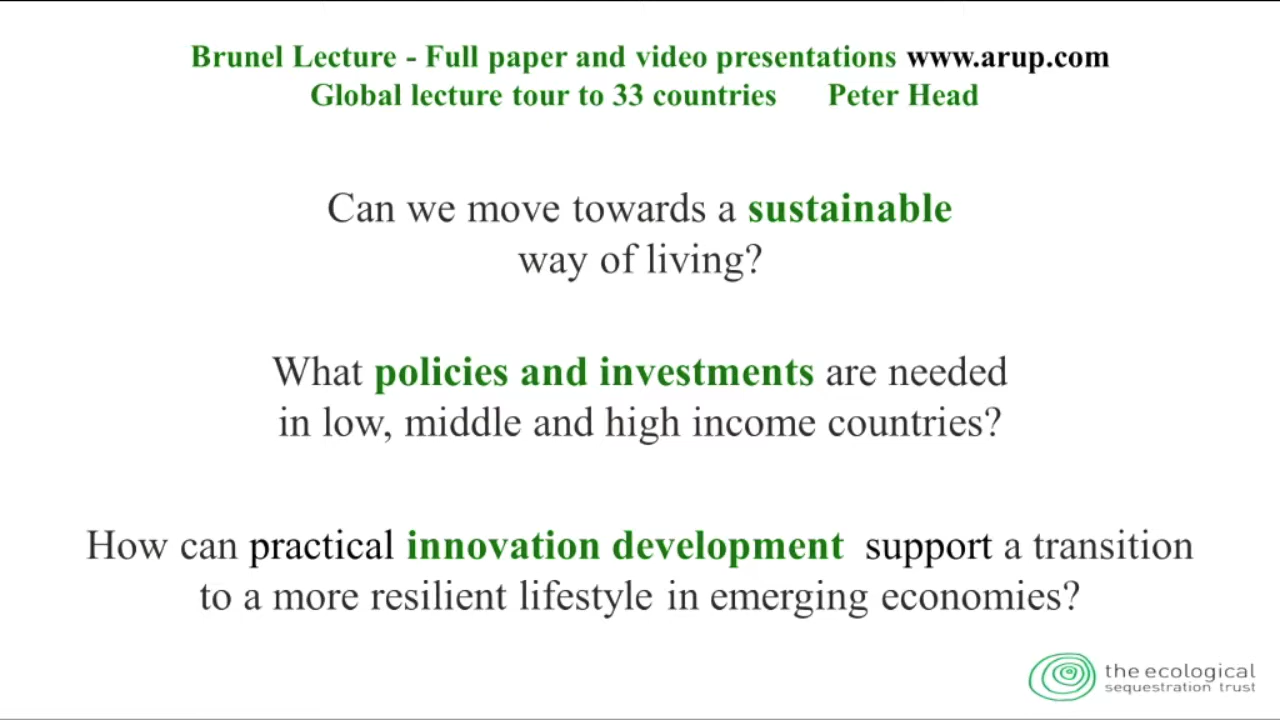 Brunel Lecture - Full paper and video presentations www.arup.com
Global lecture tour to 33 countries Peter Head
Can we move towards a sustainable
way of living?
What policies and investments are needed
in low, middle and high income countries?
How can practical innovation development support a transition
to a more resilient lifestyle in emerging economies?
the ecological
sequestration trust